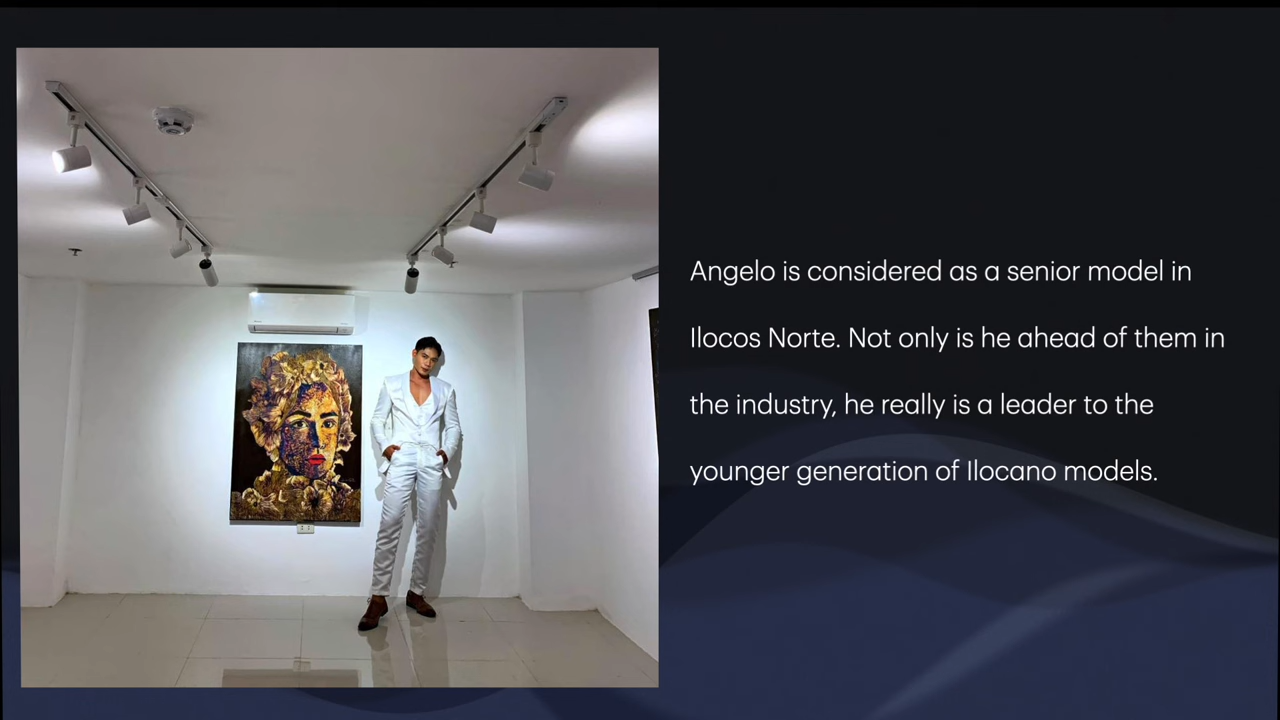 Angelo is considered as a senior model in
Ilocos Norte. Not only is he ahead of them in
the industry, he really is a leader to the
younger generation of Ilocano models.